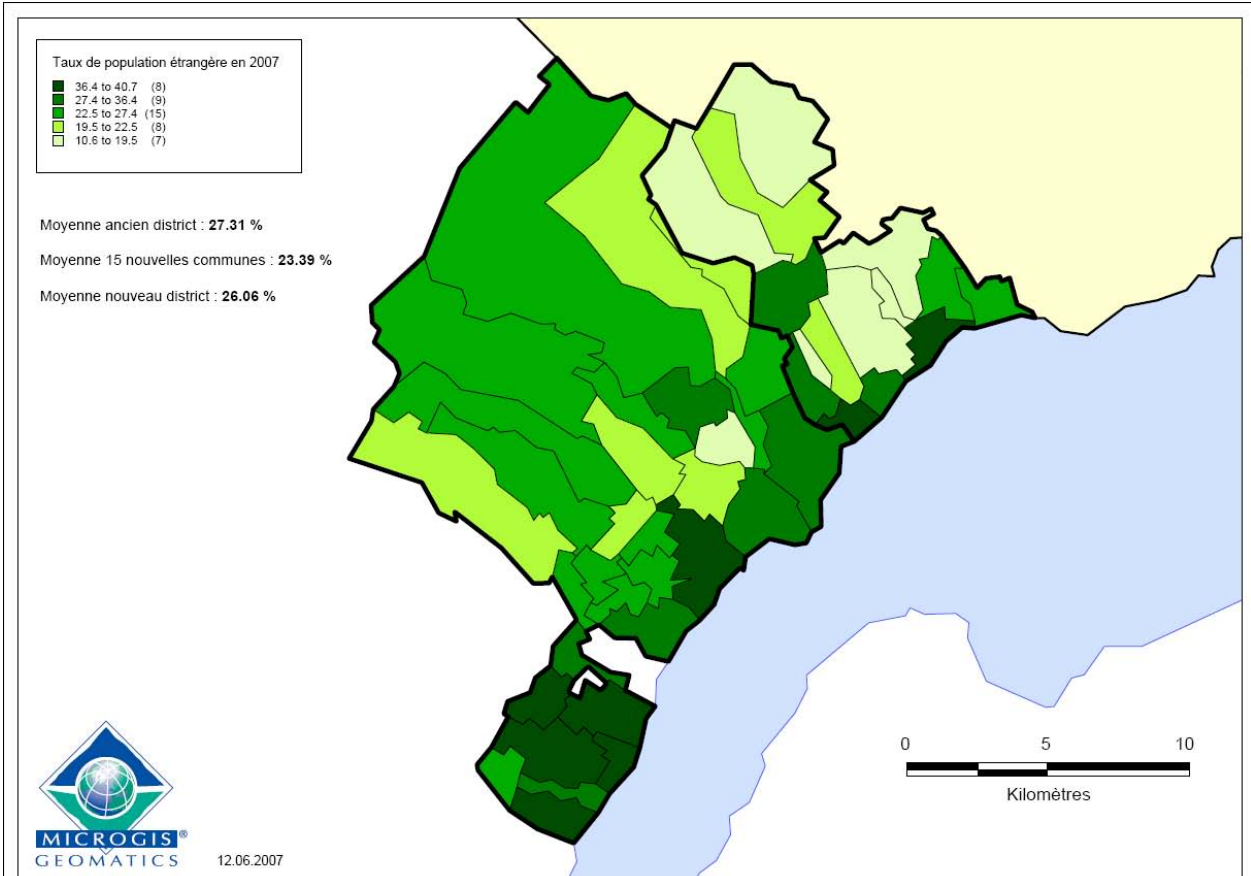 Taux de population étrangère en 2007
36.4 to 40.7 (8)
27.4 to 36.4 (9)
22.5 to 27.4 (15)
19.5 to 22.5 (8)
10.6 to 19.5 (7)
Moyenne ancien district : 27.31 %
Moyenne 15 nouvelles communes : 23.39 %
Moyenne nouveau district : 26.06 %
0 5 10
Kilomètres
MICROGIS®
GEOMATICS
12.06.2007